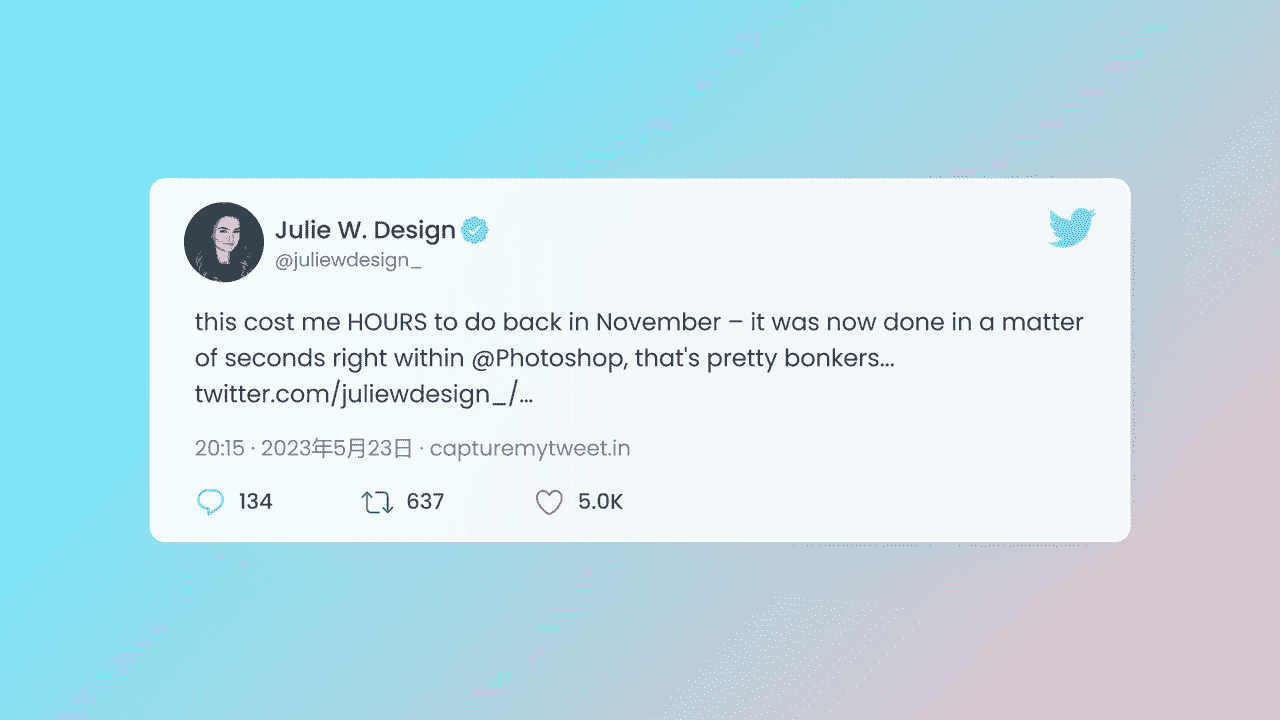 Julie W. Design
@juliewdesign_
this cost me HOURS to do back in November – it was now done in a matter
of seconds right within @Photoshop, that's pretty bonkers...
twitter.com/juliewdesign_/…
20:15 · 2023年5月23日 · capturemytweet.in
134 637 5.0K